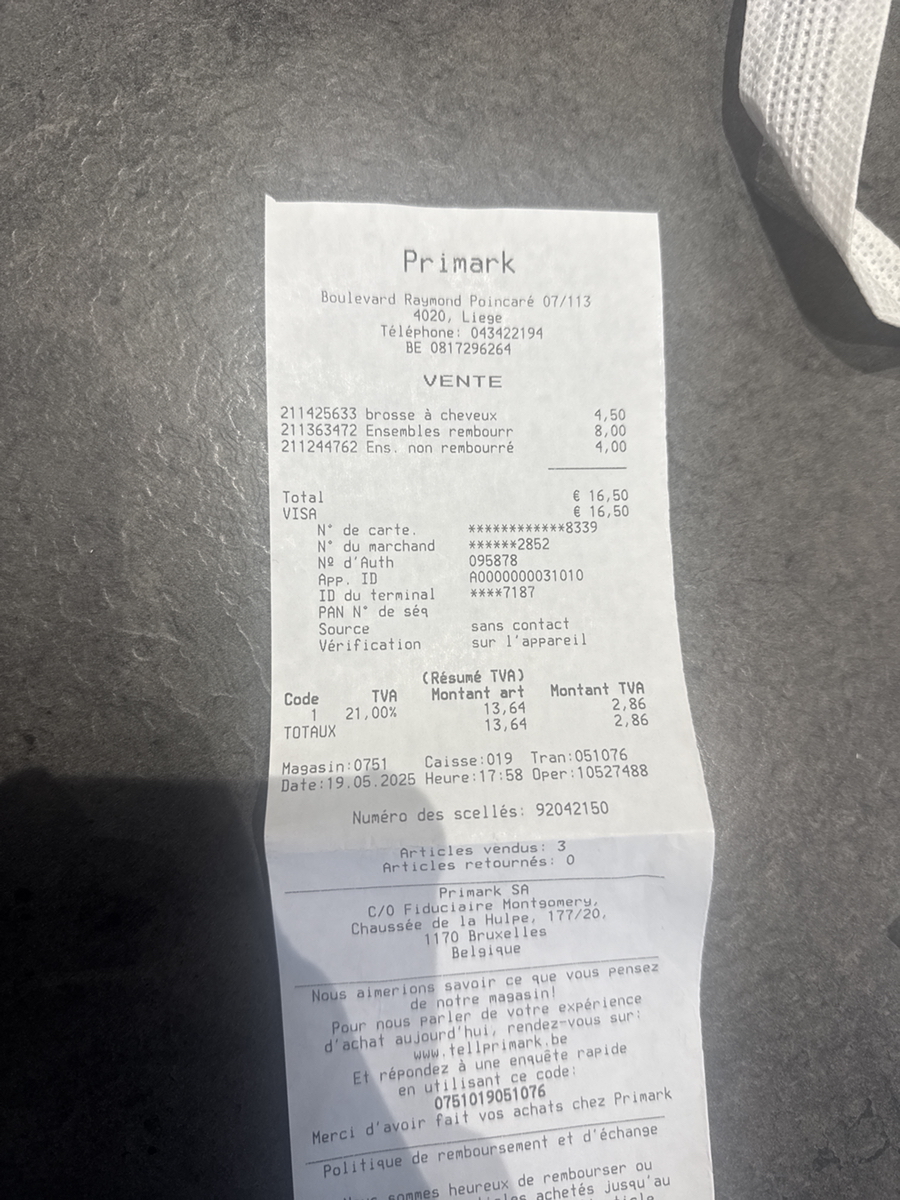 Primark
Boulevard Raymond Poincaré 07/113
4020, Liege
Téléphone: 043422194
BE 0817296264
VENTE
211425633 brosse à cheveux 4,50
211363472 Ensembles rembourr 8,00
211244762 Ens. non rembourré 4,00
Total € 16,50
VISA € 16,50
N° de carte. ************8339
N° du marchand ******2852
Nº d'Auth 095878
App. ID A0000000031010
ID du terminal ****7187
PAN N° de séq
Source sans contact
Vérification sur l'appareil
(Résumé TVA)
Code TVA Montant art Montant TVA
1 21,00% 13,64 2,86
TOTAUX 13,64 2,86
Magasin:0751 Caisse:019 Tran:051076
Date:19.05.2025 Heure:17:58 Oper:10527488
Numéro des scellés: 92042150
Articles vendus: 3
Articles retournés: 0
Primark SA
C/O Fiduciaire Montgomery,
Chaussée de la Hulpe, 177/20,
1170 Bruxelles
Belgique
Nous aimerions savoir ce que vous pensez
de notre magasin!
Pour nous parler de votre expérience
d'achat aujourd'hui, rendez-vous sur:
www.tellprimark.be
Et répondez à une enquête rapide
en utilisant ce code:
0751019051076
Merci d'avoir fait vos achats chez Primark
Politique de remboursement et d'échange
sommes heureux de rembourser ou
achetés jusqu'au